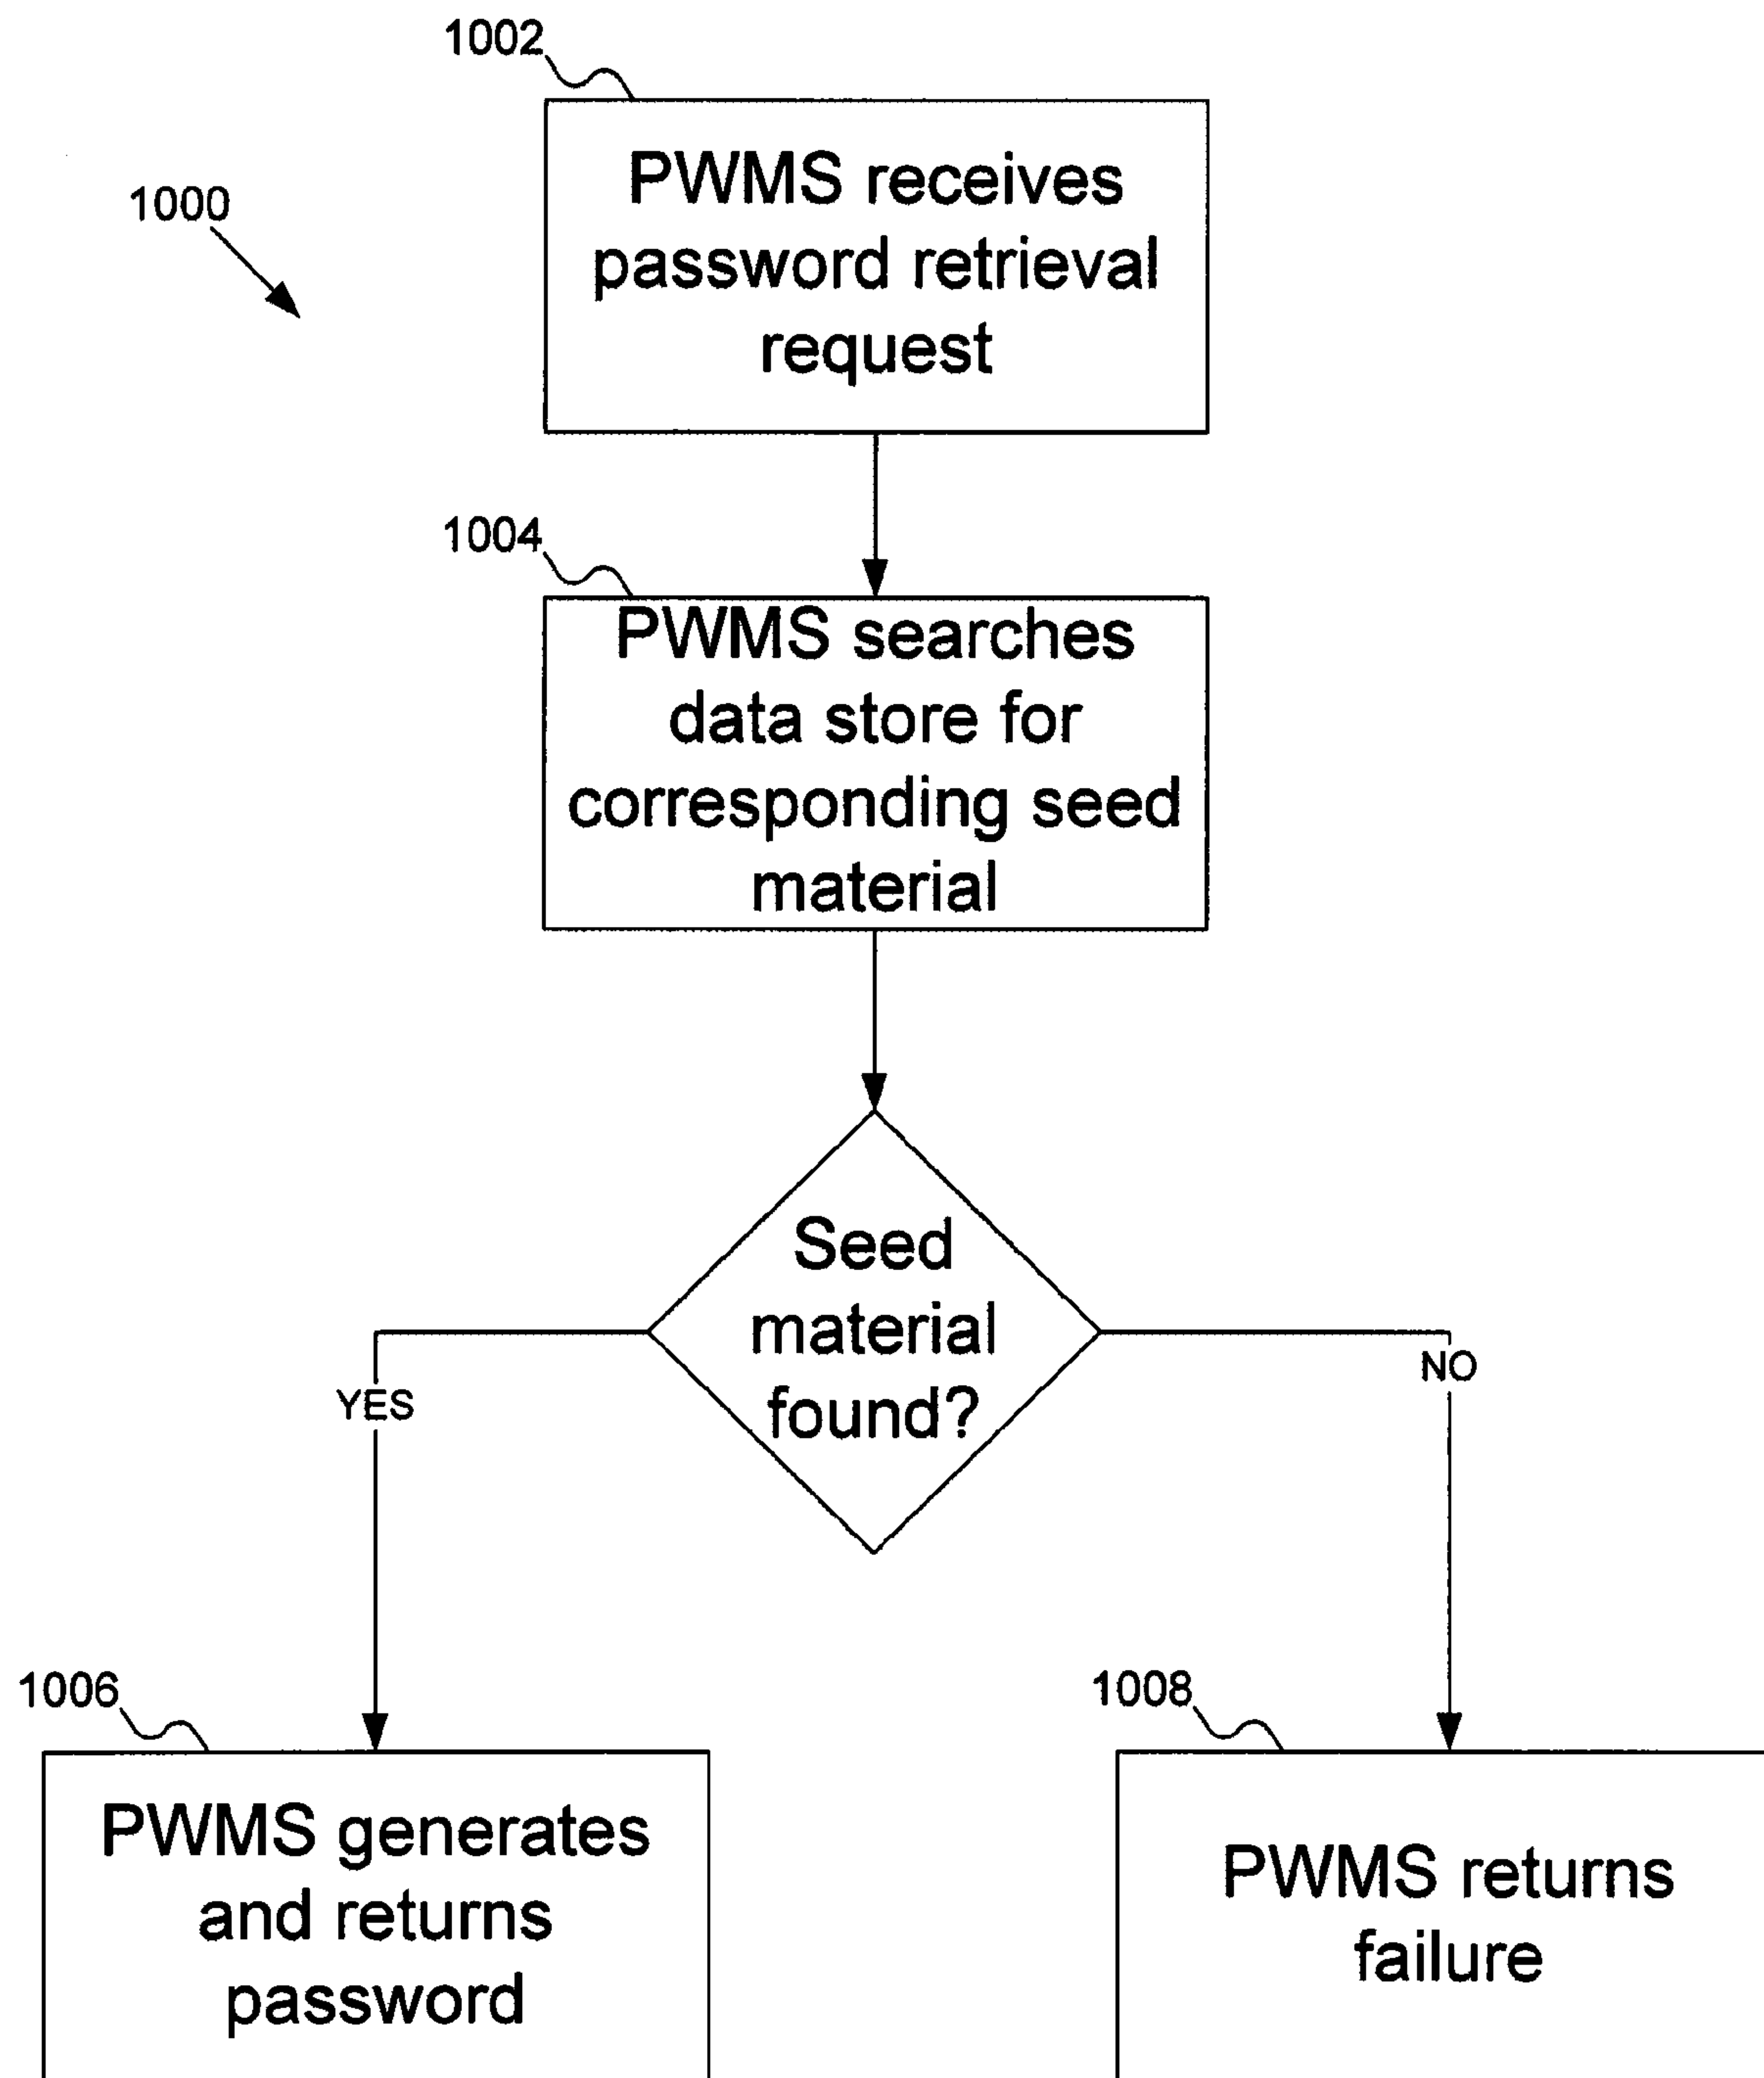 1002
PWMS receives
password retrieval
request
1000
1004
PWMS searches
data store for
corresponding seed
material
Seed
material
found?
YES
NO
1006
PWMS generates
and returns
password
1008
PWMS returns
failure